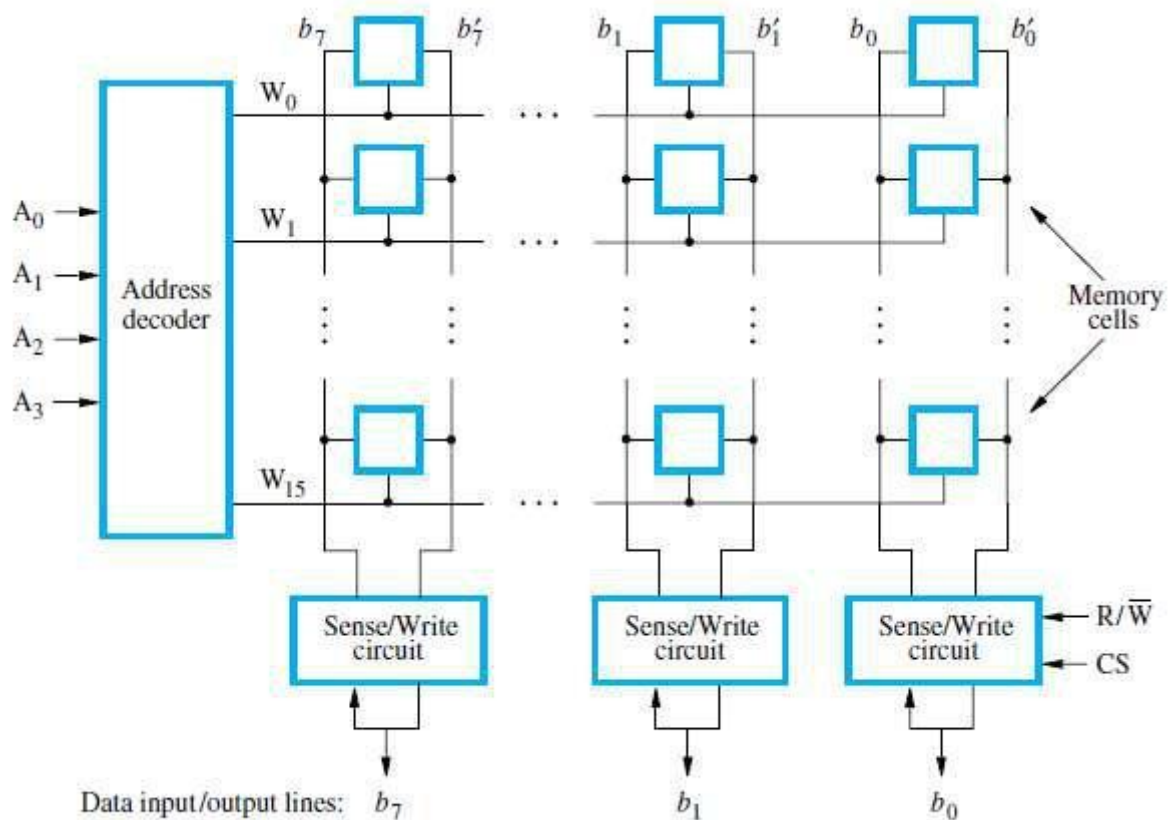 b₇ b′₇ b₁ b′₁ b₀ b′₀
W₀
A₀
W₁
A₁
Address
decoder
Memory
cells
A₂
A₃
W₁₅
Sense/Write
circuit
Sense/Write
circuit
Sense/Write
circuit
R/W̅
CS
Data input/output lines: b₇ b₁ b₀